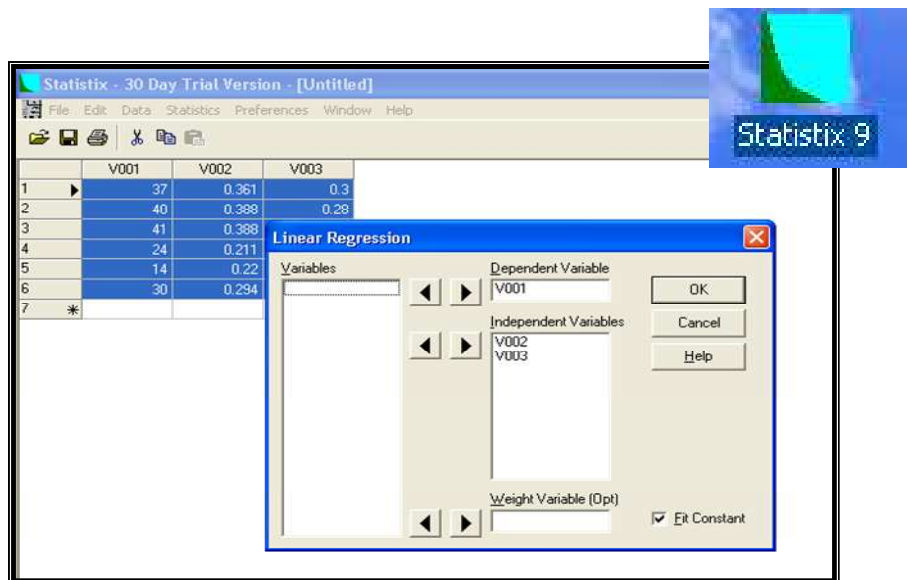 Statistix - 30 Day Trial Version - [Untitled]
Statistix 9
File Edit Data Statistics Preferences Window Help
V001 V002 V003
1 37 0.361 0.3
2 40 0.388 0.28
3 41 0.388
4 24 0.211
5 14 0.22
6 30 0.294
7 *
Linear Regression
Variables
Dependent Variable
V001
OK
Independent Variables
V002
V003
Cancel
Help
Weight Variable (Opt)
Fit Constant